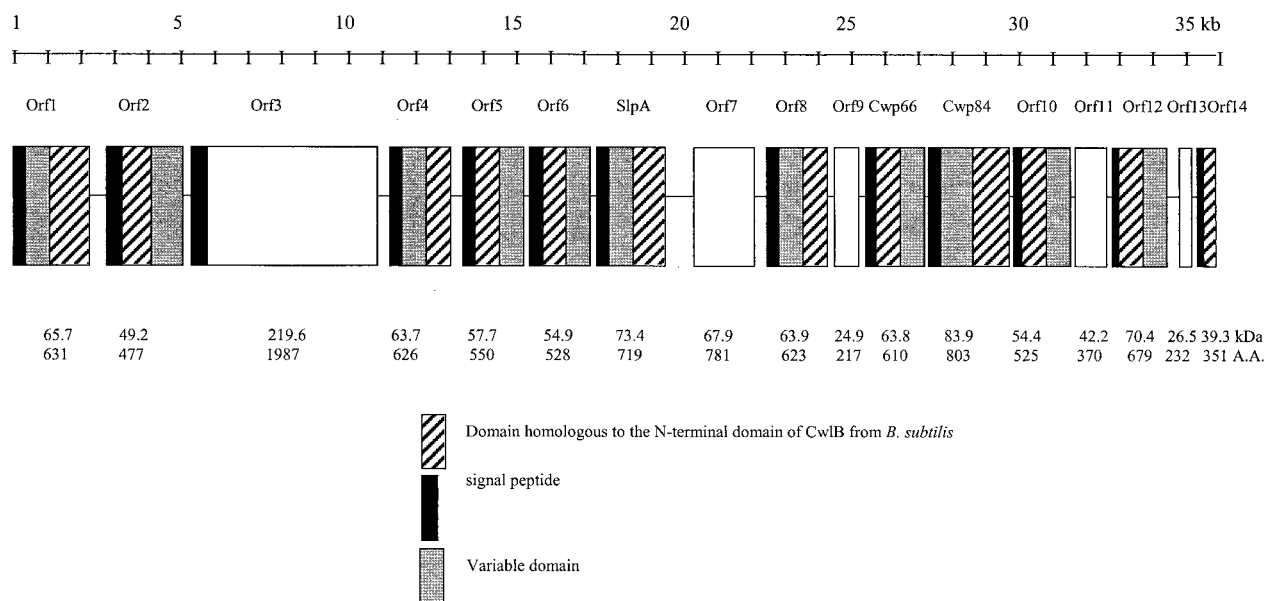 1 5 10 15 20 25 30 35 kb
Orf1 Orf2 Orf3 Orf4 Orf5 Orf6 SlpA Orf7 Orf8 Orf9 Cwp66 Cwp84 Orf10 Orf11 Orf12 Orf13 Orf14
65.7 49.2 219.6 63.7 57.7 54.9 73.4 67.9 63.9 24.9 63.8 83.9 54.4 42.2 70.4 26.5 39.3 kDa
631 477 1987 626 550 528 719 781 623 217 610 803 525 370 679 232 351 A.A.
Domain homologous to the N-terminal domain of CwlB from B. subtilis
signal peptide
Variable domain